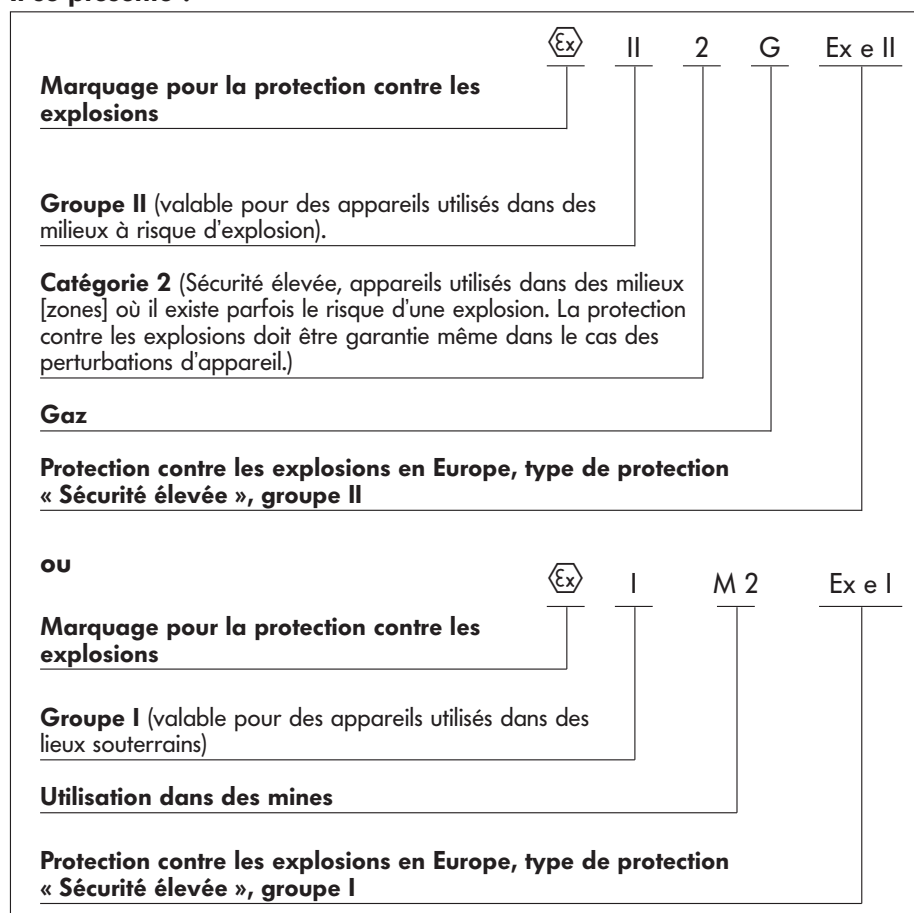 Ex II 2 G Ex e II
Marquage pour la protection contre les
explosions
Groupe II (valable pour des appareils utilisés dans des
milieux à risque d'explosion).
Catégorie 2 (Sécurité élevée, appareils utilisés dans des milieux
[zones] où il existe parfois le risque d'une explosion. La protection
contre les explosions doit être garantie même dans le cas des
perturbations d'appareil.)
Gaz
Protection contre les explosions en Europe, type de protection
« Sécurité élevée », groupe II
ou
Ex I M 2 Ex e I
Marquage pour la protection contre les
explosions
Groupe I (valable pour des appareils utilisés dans des
lieux souterrains)
Utilisation dans des mines
Protection contre les explosions en Europe, type de protection
« Sécurité élevée », groupe I